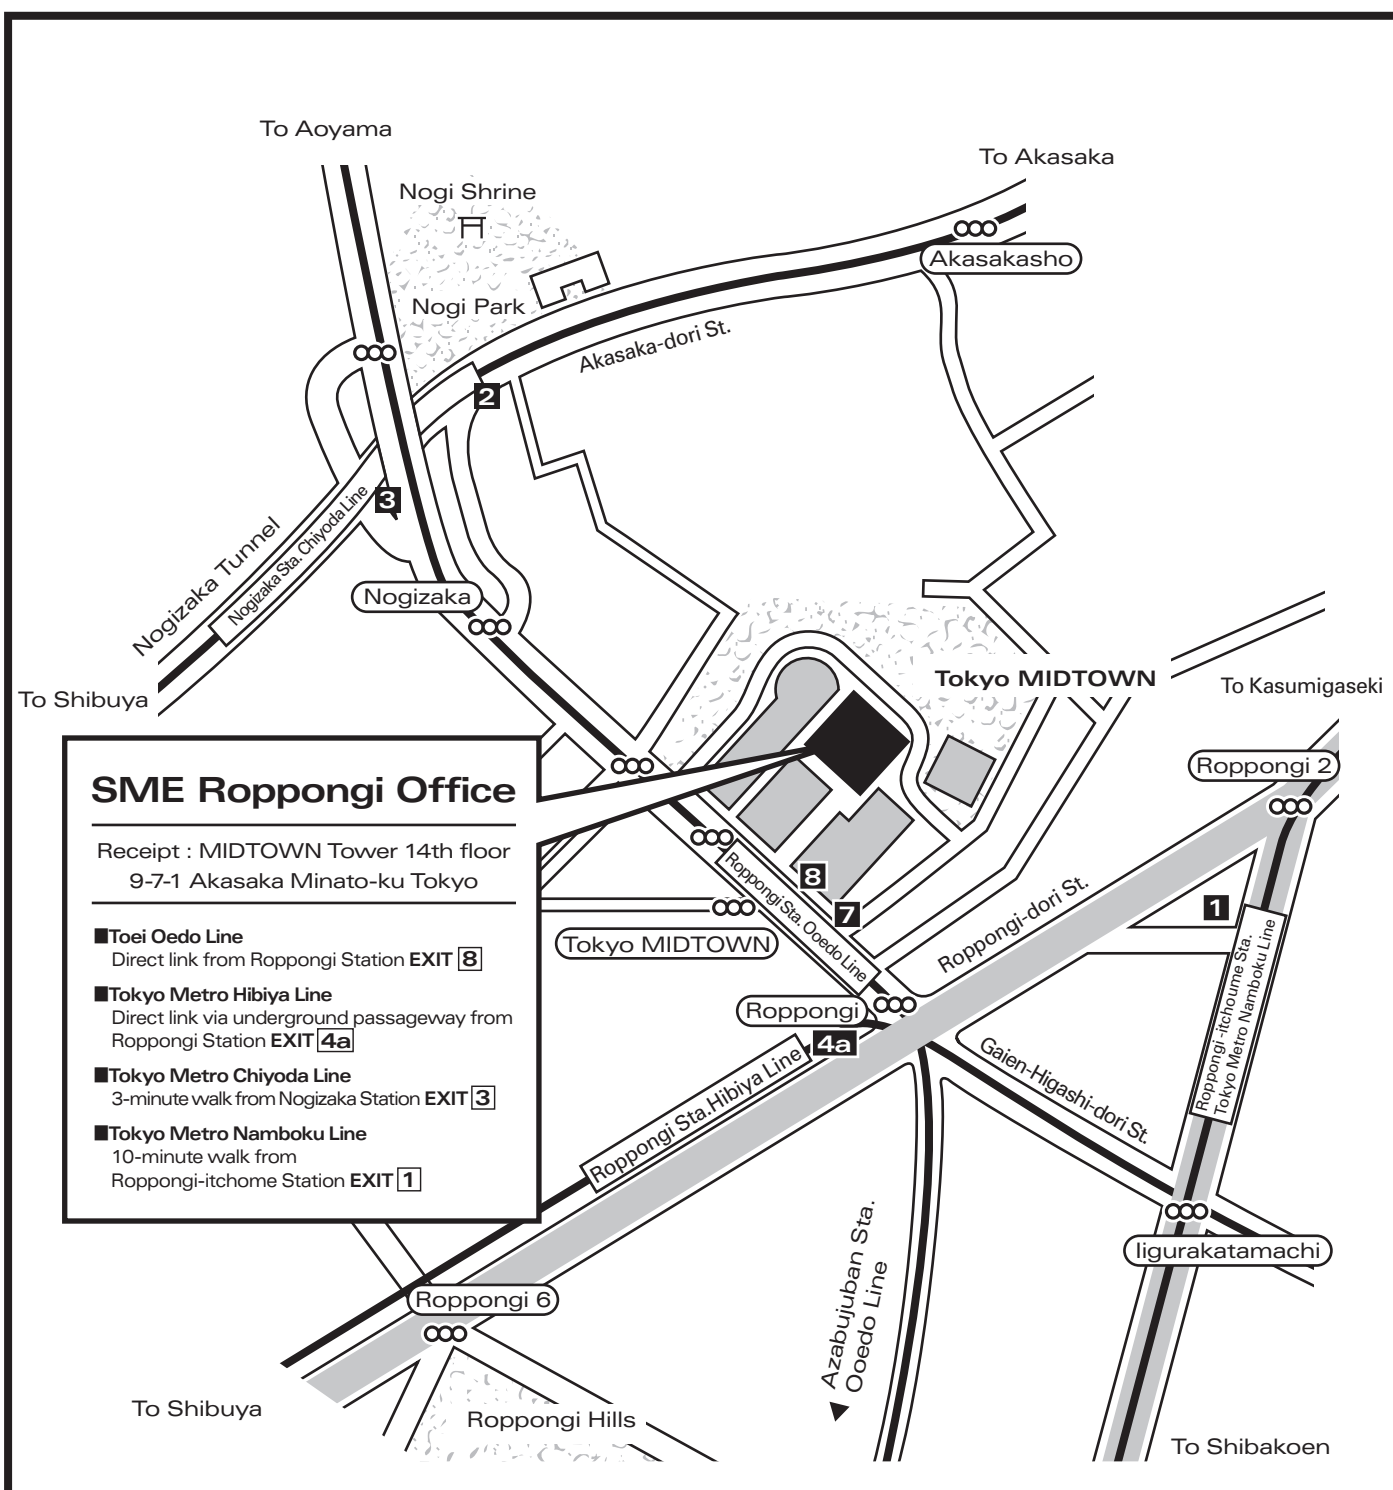 To Aoyama
To Akasaka
Nogi Shrine
Akasakasho
Nogi Park
Akasaka-dori St.
2
3
Nogizaka Tunnel
Nogizaka Sta. Chiyoda Line
Nogizaka
To Shibuya
Tokyo MIDTOWN
To Kasumigaseki
Roppongi 2
SME Roppongi Office
Receipt : MIDTOWN Tower 14th floor
9-7-1 Akasaka Minato-ku Tokyo
■Toei Oedo Line
Direct link from Roppongi Station EXIT 8
■Tokyo Metro Hibiya Line
Direct link via underground passageway from
Roppongi Station EXIT 4a
■Tokyo Metro Chiyoda Line
3-minute walk from Nogizaka Station EXIT 3
■Tokyo Metro Namboku Line
10-minute walk from
Roppongi-itchome Station EXIT 1
8
7
Roppongi Sta. Ooedo Line
Tokyo MIDTOWN
Roppongi-dori St.
1
Roppongi -itchoume Sta.
Tokyo Metro Namboku Line
Roppongi
4a
Roppongi Sta.Hibiya Line
Gaien-Higashi-dori St.
Iigurakatamachi
Azabujuban Sta.
Ooedo Line
Roppongi 6
To Shibuya
Roppongi Hills
To Shibakoen